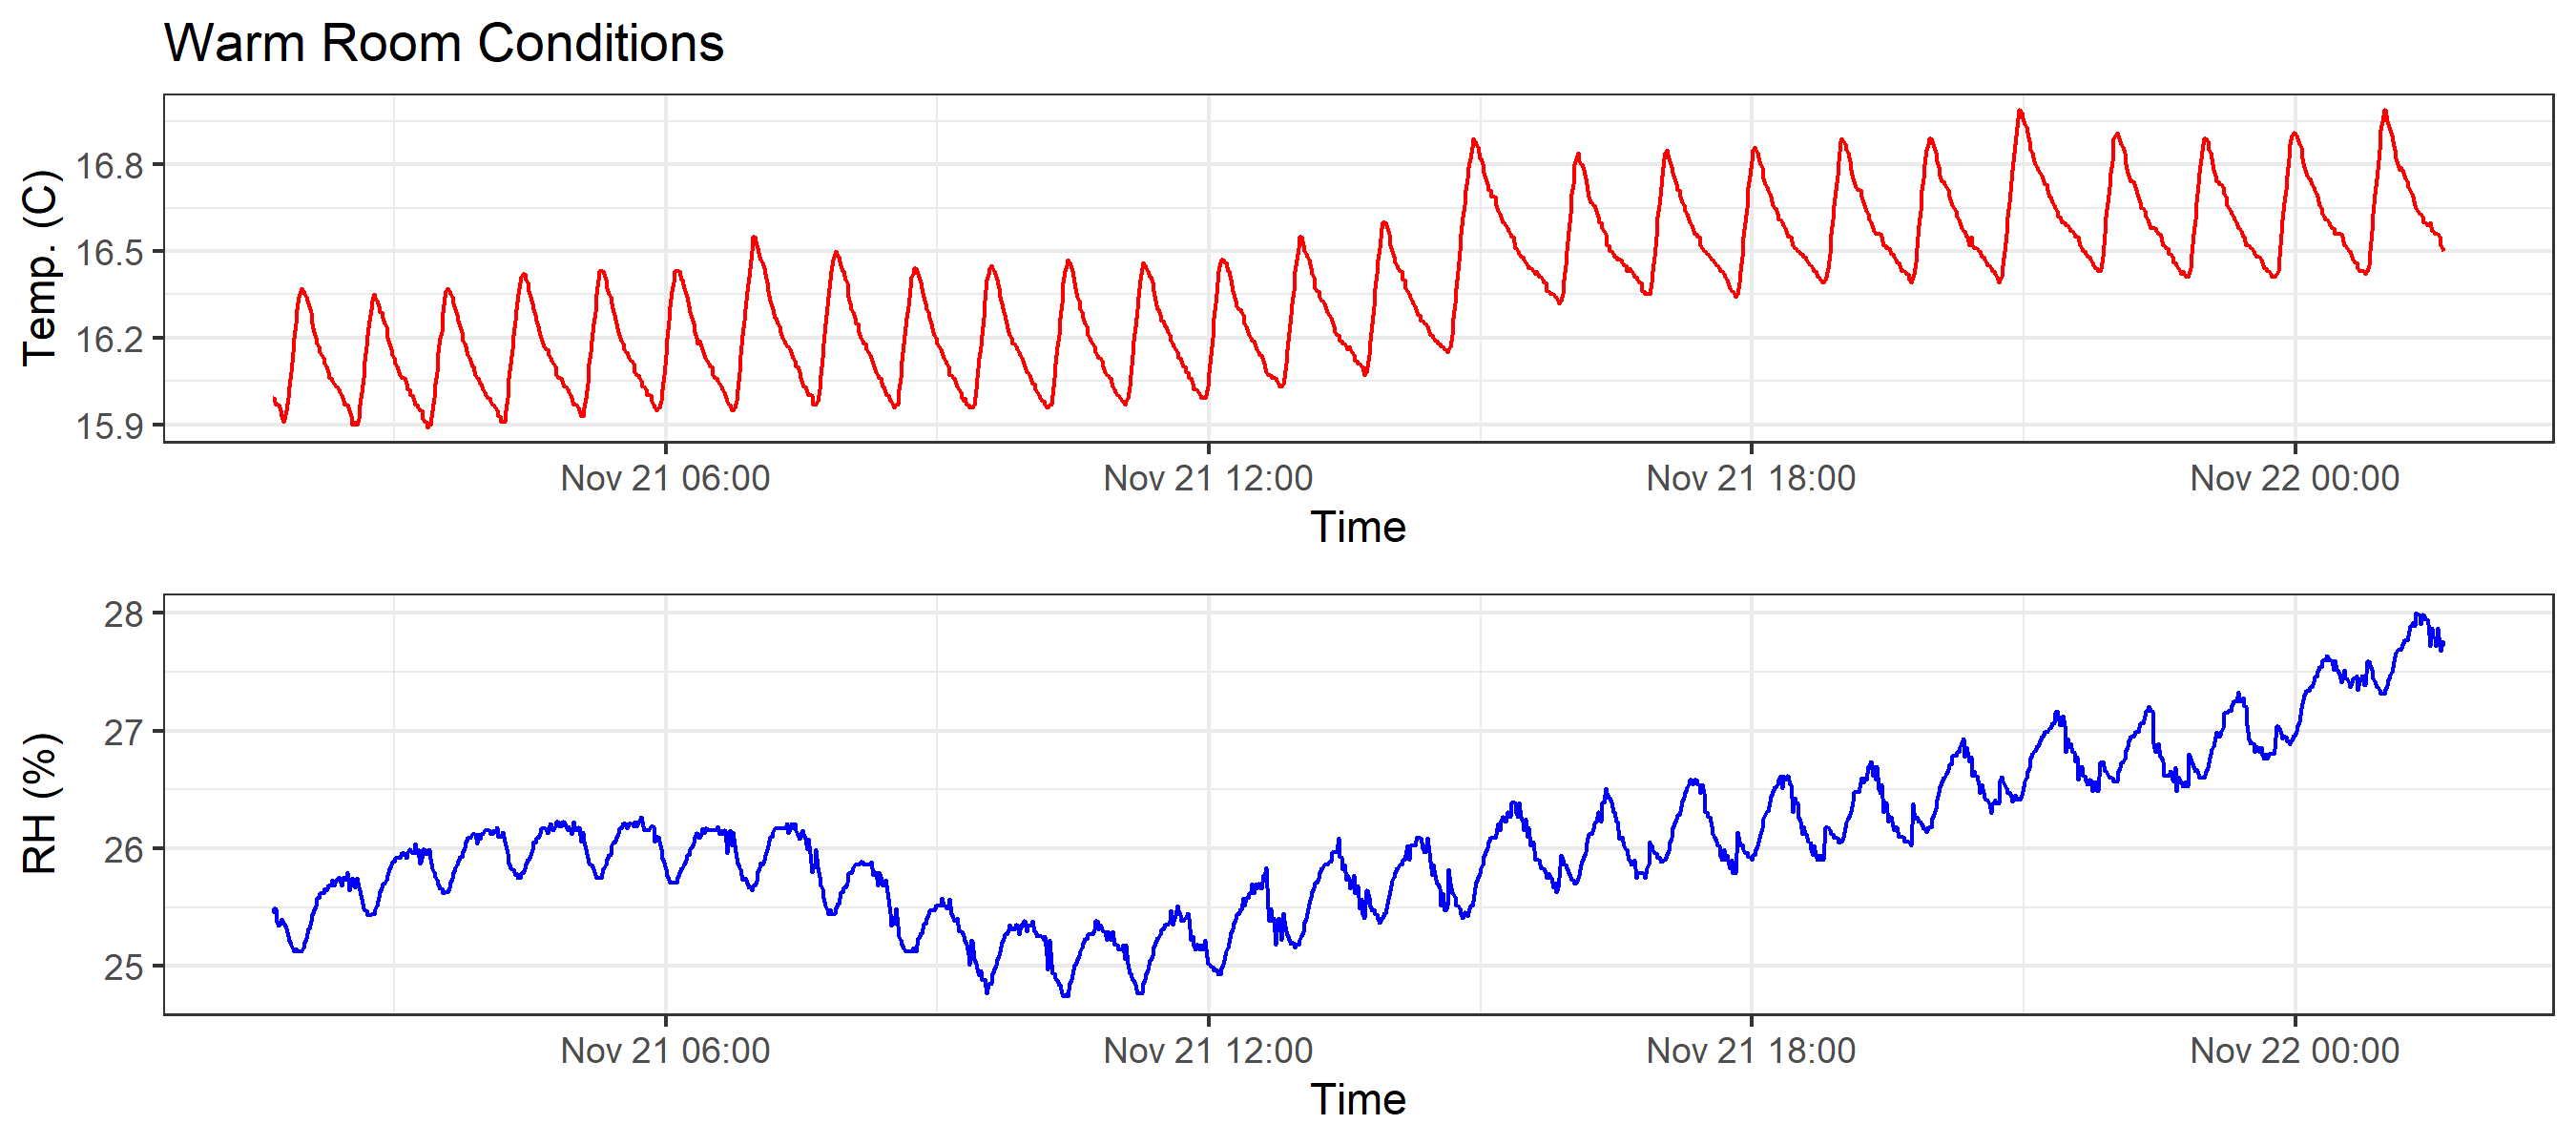 Warm Room Conditions
Temp. (C)
16.8
16.5
16.2
15.9
Nov 21 06:00 Nov 21 12:00 Nov 21 18:00 Nov 22 00:00
Time
RH (%)
28
27
26
25
Nov 21 06:00 Nov 21 12:00 Nov 21 18:00 Nov 22 00:00
Time